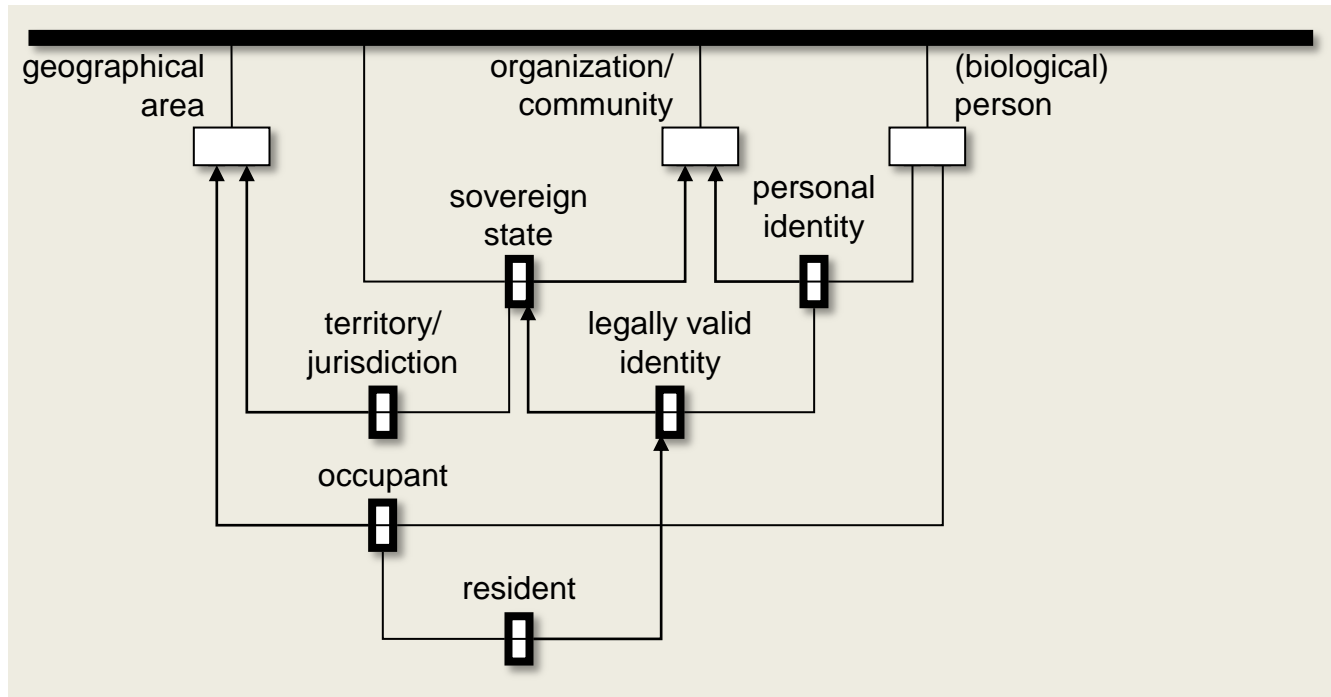 geographical
area
organization/
community
(biological)
person
sovereign
state
personal
identity
territory/
jurisdiction
legally valid
identity
occupant
resident